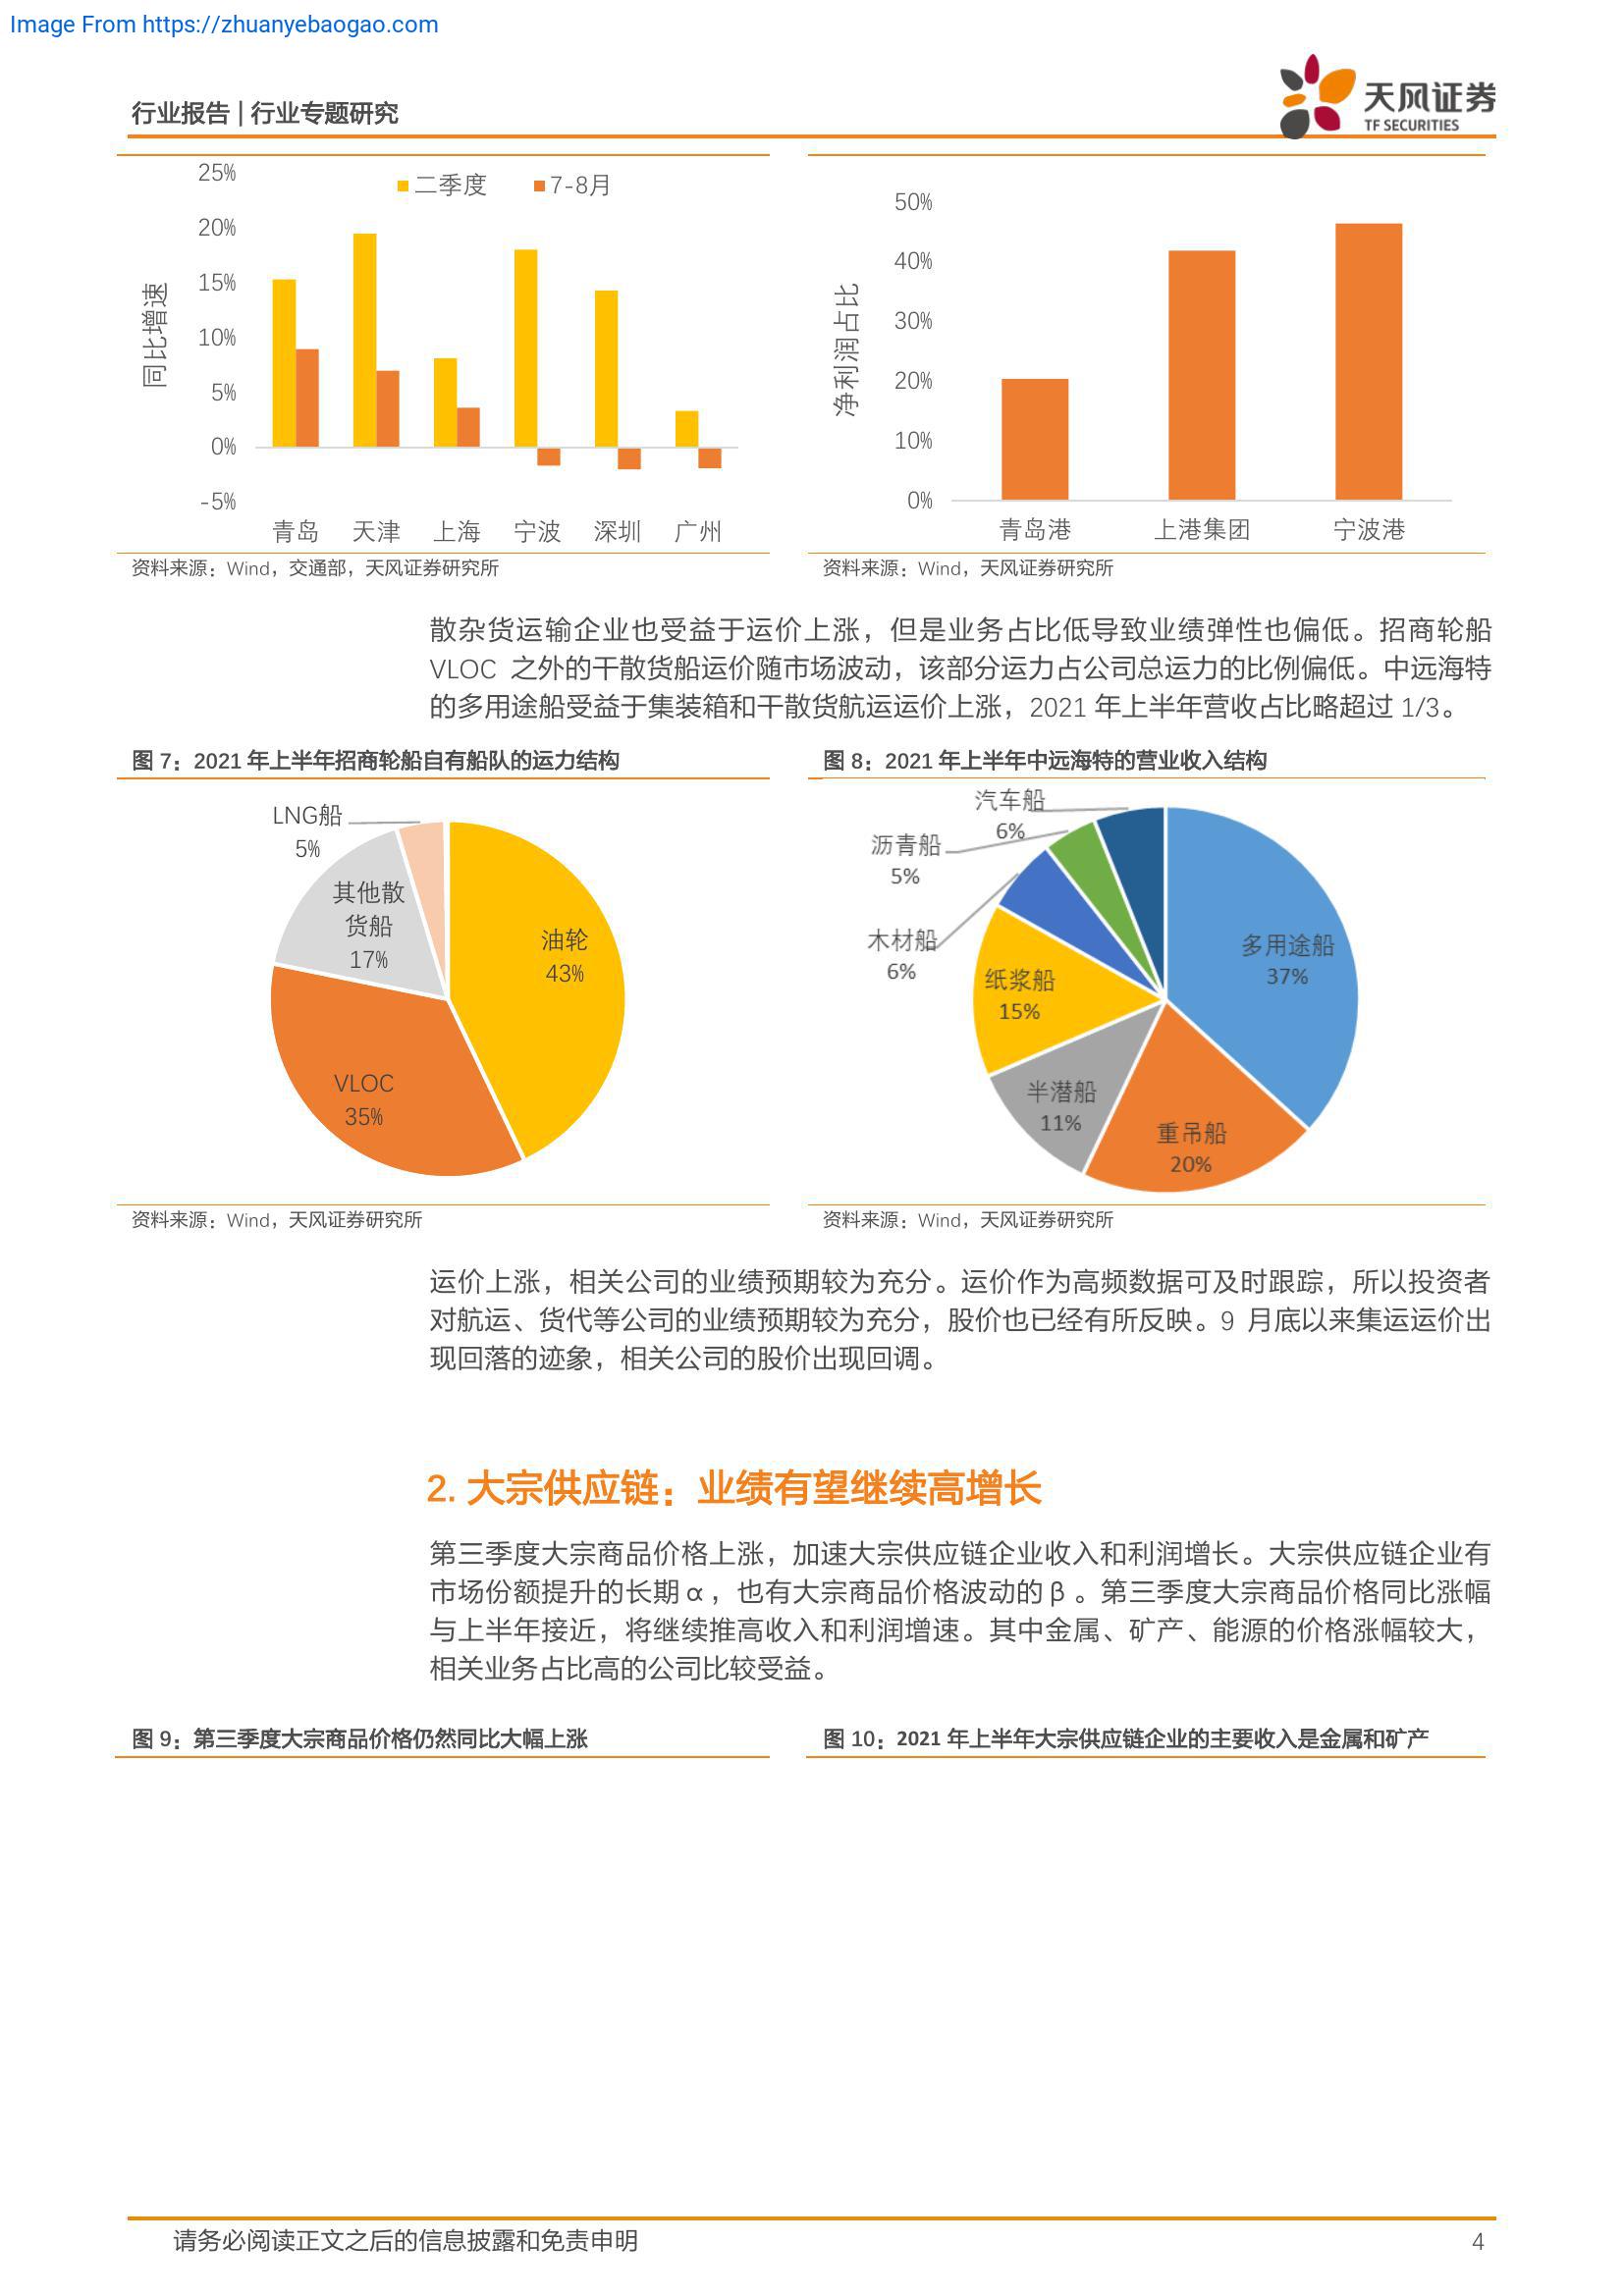 Image From https://zhuanyebaogao.com
行业报告 | 行业专题研究
天风证券
TF SECURITIES
25%
20%
15%
10%
5%
0%
-5%
同比增速
二季度
7-8月
青岛
天津
上海
宁波
深圳
广州
50%
40%
30%
20%
10%
0%
净利润占比
青岛港
上港集团
宁波港
资料来源：Wind，交通部，天风证券研究所
资料来源：Wind，天风证券研究所
散杂货运输企业也受益于运价上涨，但是业务占比低导致业绩弹性也偏低。招商轮船
VLOC 之外的干散货船运价随市场波动，该部分运力占公司总运力的比例偏低。中远海特
的多用途船受益于集装箱和干散货航运运价上涨，2021 年上半年营收占比略超过 1/3。
图 7：2021 年上半年招商轮船自有船队的运力结构
图 8：2021 年上半年中远海特的营业收入结构
LNG船
5%
其他散
货船
17%
油轮
43%
VLOC
35%
汽车船
6%
沥青船
5%
木材船
6%
纸浆船
15%
半潜船
11%
重吊船
20%
多用途船
37%
资料来源：Wind，天风证券研究所
资料来源：Wind，天风证券研究所
运价上涨，相关公司的业绩预期较为充分。运价作为高频数据可及时跟踪，所以投资者
对航运、货代等公司的业绩预期较为充分，股价也已经有所反映。9 月底以来集运运价出
现回落的迹象，相关公司的股价出现回调。
2. 大宗供应链：业绩有望继续高增长
第三季度大宗商品价格上涨，加速大宗供应链企业收入和利润增长。大宗供应链企业有
市场份额提升的长期 α ，也有大宗商品价格波动的 β 。第三季度大宗商品价格同比涨幅
与上半年接近，将继续推高收入和利润增速。其中金属、矿产、能源的价格涨幅较大，
相关业务占比高的公司比较受益。
图 9：第三季度大宗商品价格仍然同比大幅上涨
图 10：2021 年上半年大宗供应链企业的主要收入是金属和矿产
请务必阅读正文之后的信息披露和免责申明
4